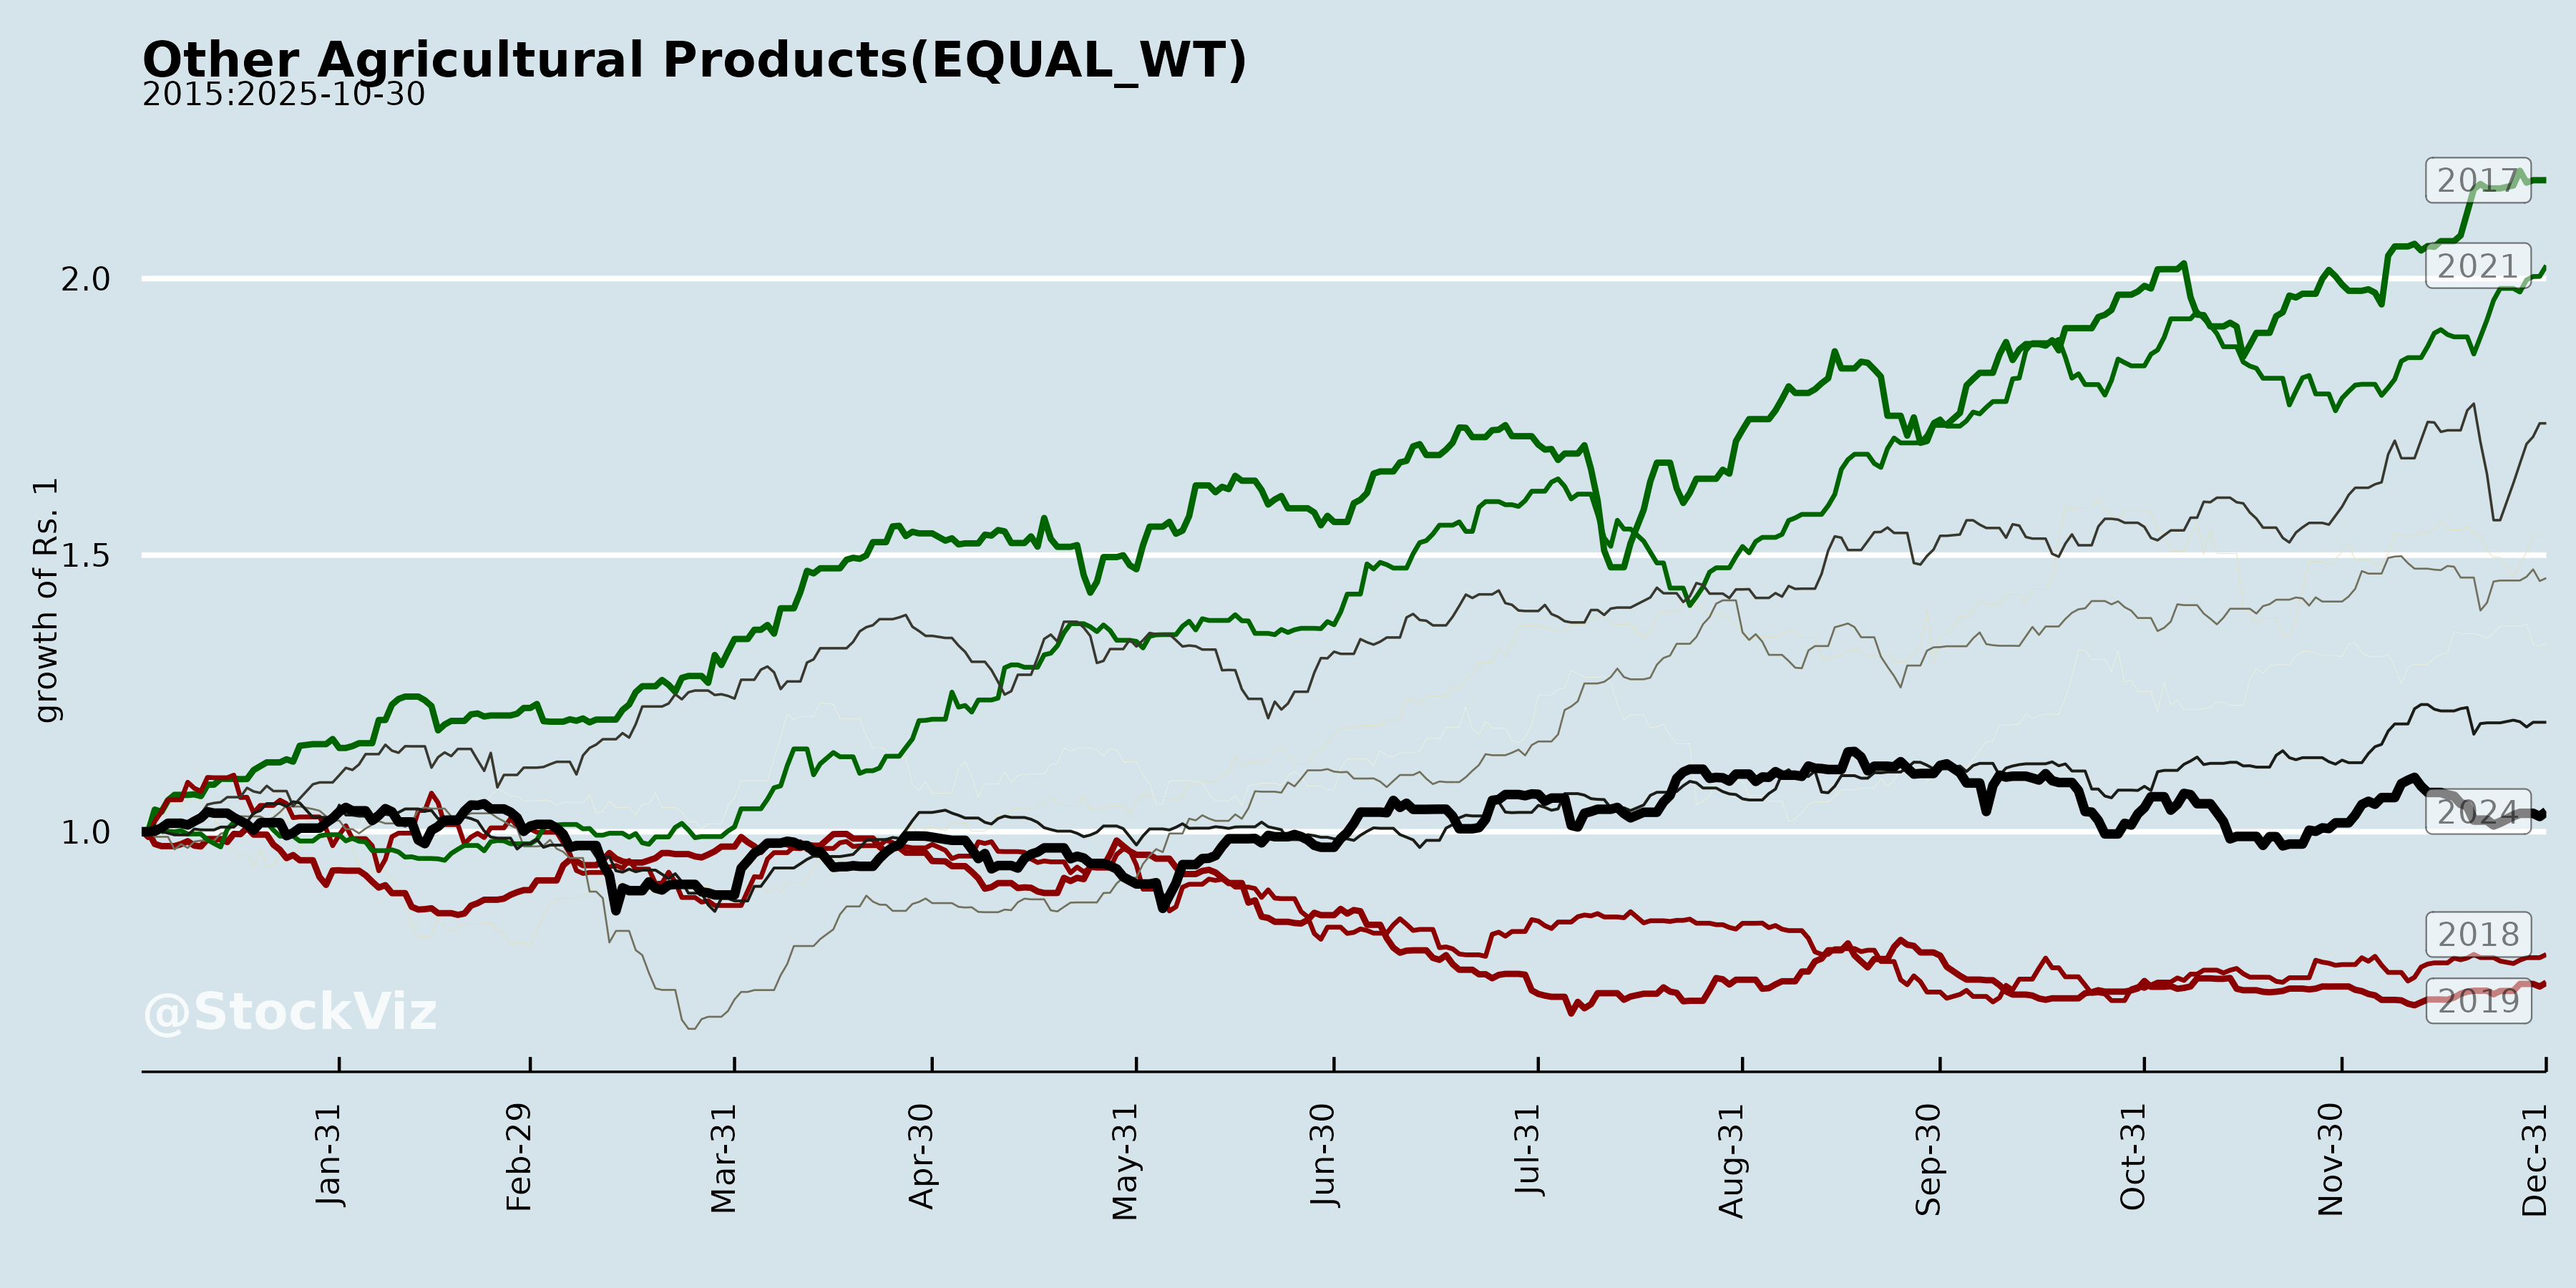 Other Agricultural Products(EQUAL_WT)
2015:2025-10-30
growth of Rs. 1
2.0
1.5
1.0
2017
2021
2024
2018
2019
@StockViz
Jan-31
Feb-29
Mar-31
Apr-30
May-31
Jun-30
Jul-31
Aug-31
Sep-30
Oct-31
Nov-30
Dec-31